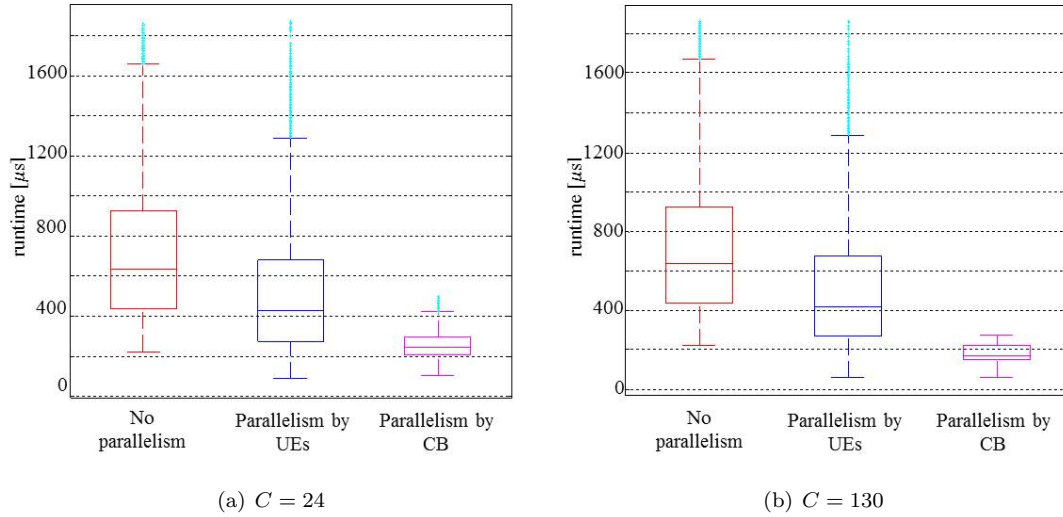 runtime [μs]
1600
1200
800
400
0
No parallelism
Parallelism by UEs
Parallelism by CB
(a) C = 24
runtime [μs]
1600
1200
800
400
0
No parallelism
Parallelism by UEs
Parallelism by CB
(b) C = 130